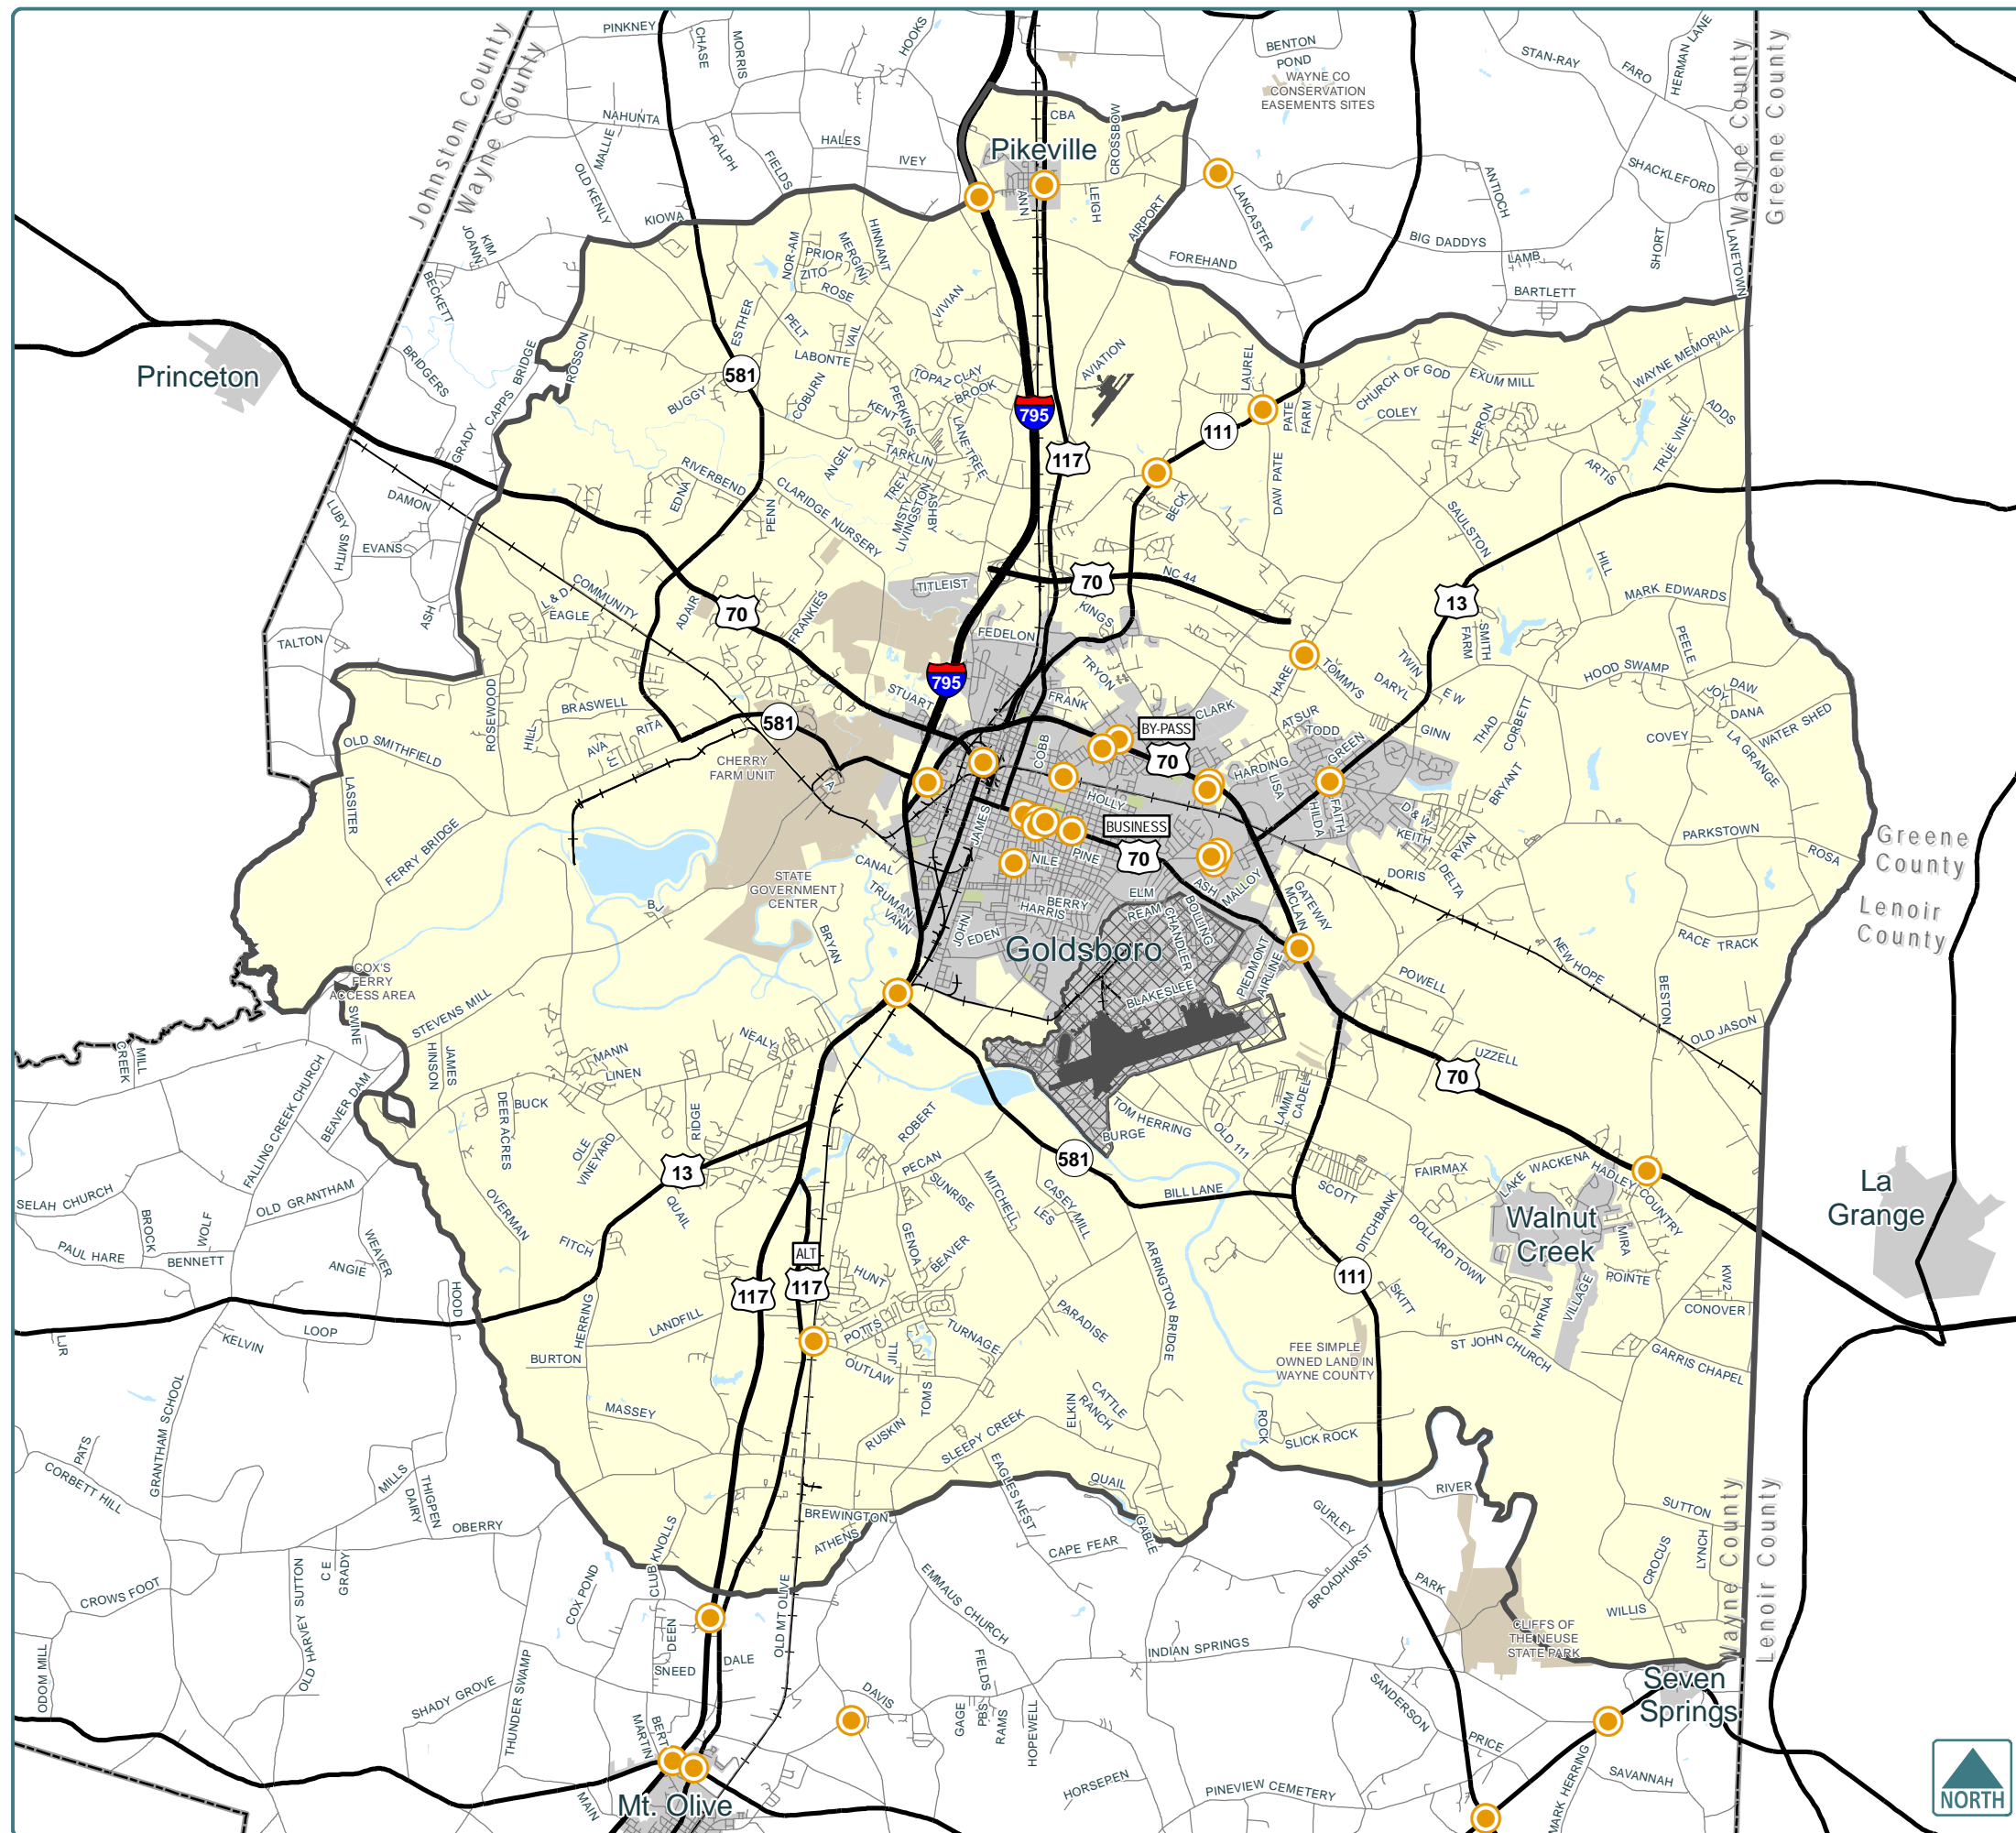 PINKNEY
CHASE
MORRIS
HOOKS
BENTON
POND
WAYNE CO
CONSERVATION
EASEMENTS SITES
STAN-RAY
FARO
HERMAN LANE
Johnston County
Wayne County
Wayne County
Greene County
NAHUNTA
MALLIE
OLD KENLY
RALPH
FIELDS
HALES
IVEY
CBA
CROSSBOW
Pikeville
ANN
LEIGH
AIRPORT
LANCASTER
FOREHAND
ANTIOCH
SHACKLEFORD
BIG DADDYS
LAMB
SHORT
LANETOWN
BARTLETT
KIOWA
KIM
JOANN
BECKETT
NOR-AM
PRIOR
MERGINI
HINNANT
ZITO
ROSE
VIVIAN
ESTHER
PELT
VAIL
LABONTE
ROSSON
BRIDGERS
CAPPS BRIDGE
GRADY
Princeton
581
BUGGY
COBURN
TOPAZ CLAY
BROOK
KENT
PERKINS
LANE-TREE
TARKLIN
ANGEL
TREY
MISTY
LIVINGSTON
ASHBY
795
117
AVIATION
LAUREL
111
PATE
FARM
CHURCH OF GOD
EXUM MILL
COLEY
HERON
WAYNE MEMORIAL
ADDS
TRUE VINE
ARTIS
DAW PATE
BECK
SAULSTON
DAMON
LUBY SMITH
EVANS
ASH
TALTON
RIVERBEND
EDNA
PENN
CLARIDGE NURSERY
TITLEIST
70
NC 44
KINGS
FEDELON
HILL
13
MARK EDWARDS
SMITH
FARM
PEELE
HOOD SWAMP
L & D
COMMUNITY
EAGLE
ADAIR
70
FRANKIES
795
STUART
TRYON
FRANK
CLARK
HARE
TOMMYS
TWIN
DARYL
E W
CORBETT
THAD
GINN
JOY
DAW
DANA
WATER SHED
LA GRANGE
COVEY
ROSEWOOD
HILL
BRASWELL
RITA
AVA
JJ
581
CHERRY
FARM UNIT
OLD SMITHFIELD
LASSITER
FERRY BRIDGE
BY-PASS
70
COBB
ATSUR
TODD
GREEN
HARDING
LISA
HILDA
FAITH
BRYANT
D & W
KEITH
RYAN
DELTA
DORIS
PARKSTOWN
ROSA
Greene
County
Lenoir
County
HOLLY
BUSINESS
70
JAMES
NILE
PINE
CANAL
TRUMAN
VANN
STATE
GOVERNMENT
CENTER
BJ
BRYAN
JOHN
EDEN
HARRIS
BERRY
ELM
REAM
BOLLING
CHANDLER
ASH
MALLOY
GATEWAY
MCLAIN
Goldsboro
BLAKESLEE
PIEDMONT
AIRLINE
POWELL
NEW HOPE
RACE TRACK
BESTON
OLD JASON
COX'S
FERRY
ACCESS AREA
SWINE
STEVENS MILL
MILL
CREEK
JAMES
HINSON
MANN
LINEN
NEALY
BUCK
DEER ACRES
RIDGE
OLE
VINEYARD
ROBERT
FALLING CREEK CHURCH
BEAVER DAM
OLD GRANTHAM
SELAH CHURCH
BROCK
WOLF
PAUL HARE
BENNETT
ANGIE
WEAVER
HOOD
OVERMAN
FITCH
QUAIL
13
PECAN
SUNRISE
MITCHELL
CASEY MILL
LES
581
TOM HERRING
BURGE
OLD 111
LAMM
CADEL
UZZELL
70
BILL LANE
SCOTT
FAIRMAX
DITCHBANK
LAKE WACKENA
HADLEY
COUNTRY
Walnut
Creek
MIRA
POINTE
DOLLARD TOWN
MYRNA
VILLAGE
KW2
CONOVER
La
Grange
ALT
117
117
GENOA
BEAVER
HUNT
POTTS
JILL
TURNAGE
OUTLAW
TOMS
RUSKIN
PARADISE
ARRINGTON BRIDGE
111
SKITT
ST JOHN CHURCH
GARRIS CHAPEL
FEE SIMPLE
OWNED LAND IN
WAYNE COUNTY
LJR
KELVIN
LOOP
HERRING
BURTON
LANDFILL
MASSEY
SLEEPY CREEK
ELKIN
CATTLE
RANCH
ROCK
SLICK ROCK
EAGLES NEST
QUAIL
GABLE
GURLEY
RIVER
SUTTON
PATS
CORBETT HILL
GRANTHAM SCHOOL
MILLS
THIGPEN
DAIRY
OBERRY
BREWINGTON
ATHENS
CAPE FEAR
BROADHURST
PARK
CROCUS
LYNCH
WILLIS
Wayne County
Lenoir County
CLIFFS OF
THE NEUSE
STATE PARK
CROWS FOOT
OLD HARVEY SUTTON
C E
GRADY
COX POND
CLUB KNOLLS
DEEN
SNEED
DALE
OLD MT OLIVE
EMMAUS CHURCH
INDIAN SPRINGS
ODOM MILL
SHADY GROVE
THUNDER SWAMP
BERT
MARTIN
DAVIS
FIELDS
GAGE
PBS
RAMS
HOPEWELL
SANDERSON
PRICE
Seven
Springs
MARK HERRING
SAVANNAH
HORSEPEN
PINEVIEW CEMETERY
MAIN
Mt. Olive
NORTH